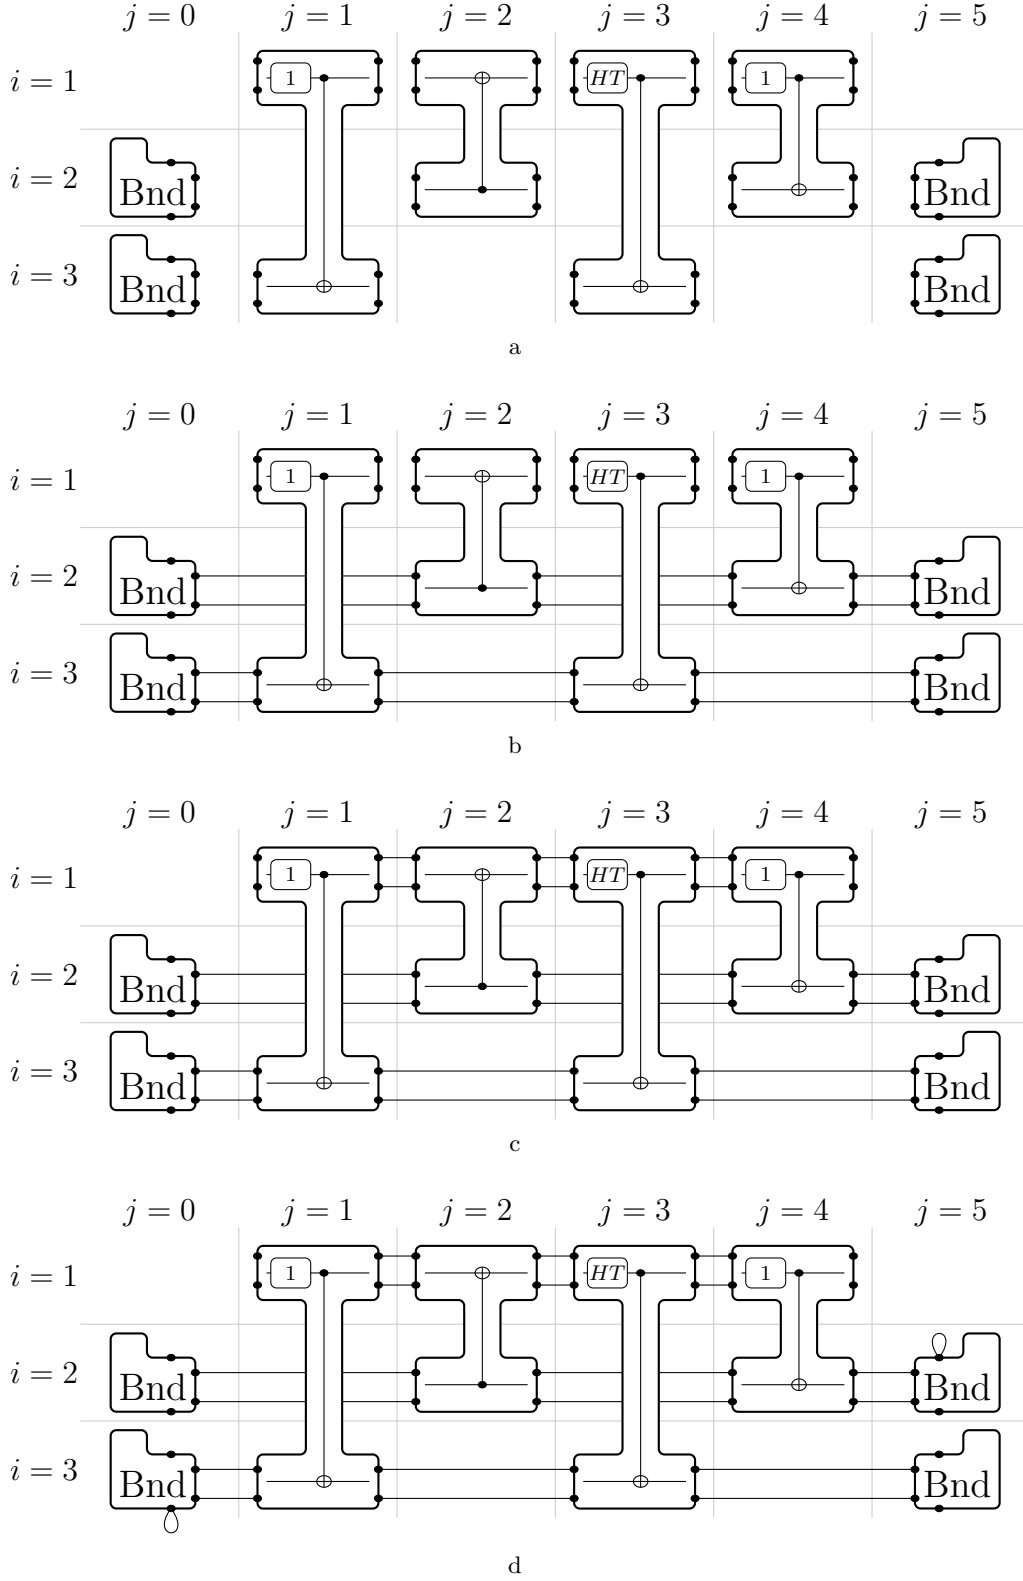 j = 0 j = 1 j = 2 j = 3 j = 4 j = 5
i = 1 1 HT 1
i = 2 Bnd Bnd
i = 3 Bnd Bnd
a
j = 0 j = 1 j = 2 j = 3 j = 4 j = 5
i = 1 1 HT 1
i = 2 Bnd Bnd
i = 3 Bnd Bnd
b
j = 0 j = 1 j = 2 j = 3 j = 4 j = 5
i = 1 1 HT 1
i = 2 Bnd Bnd
i = 3 Bnd Bnd
c
j = 0 j = 1 j = 2 j = 3 j = 4 j = 5
i = 1 1 HT 1
i = 2 Bnd Bnd
i = 3 Bnd Bnd
d